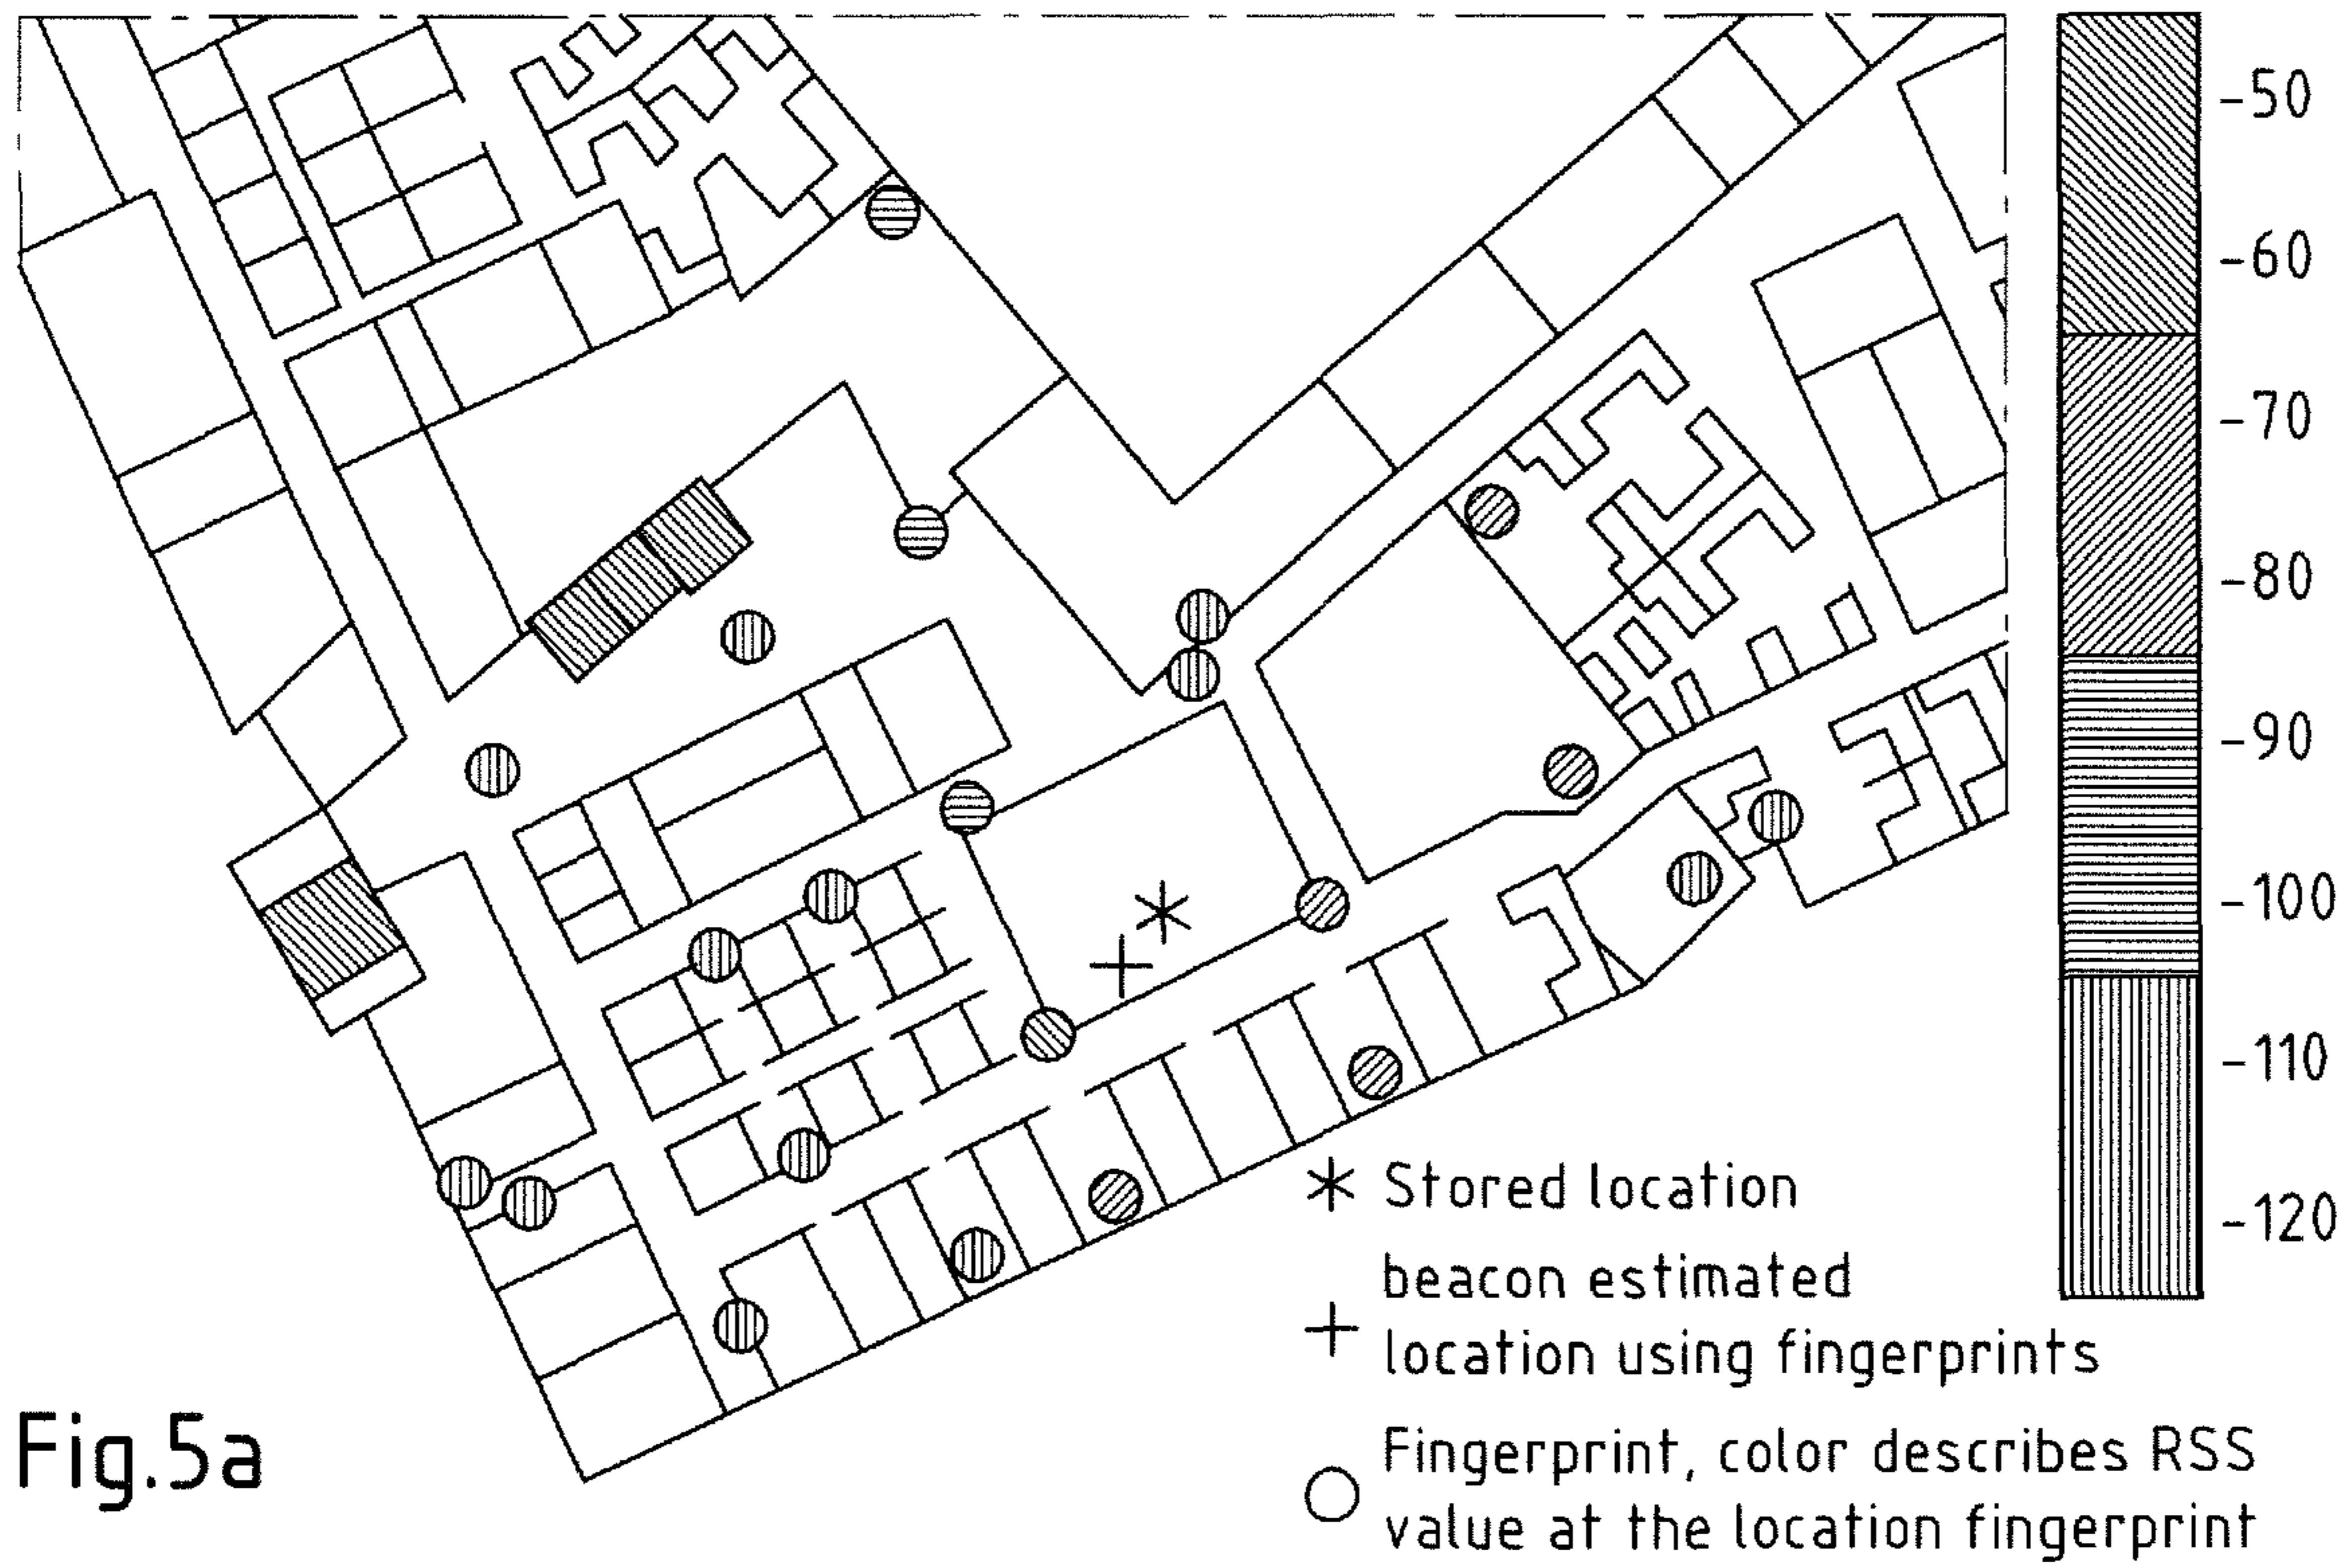 -50
-60
-70
-80
-90
-100
-110
-120
Stored location
beacon estimated
location using fingerprints
Fingerprint, color describes RSS
value at the location fingerprint
Fig.5a